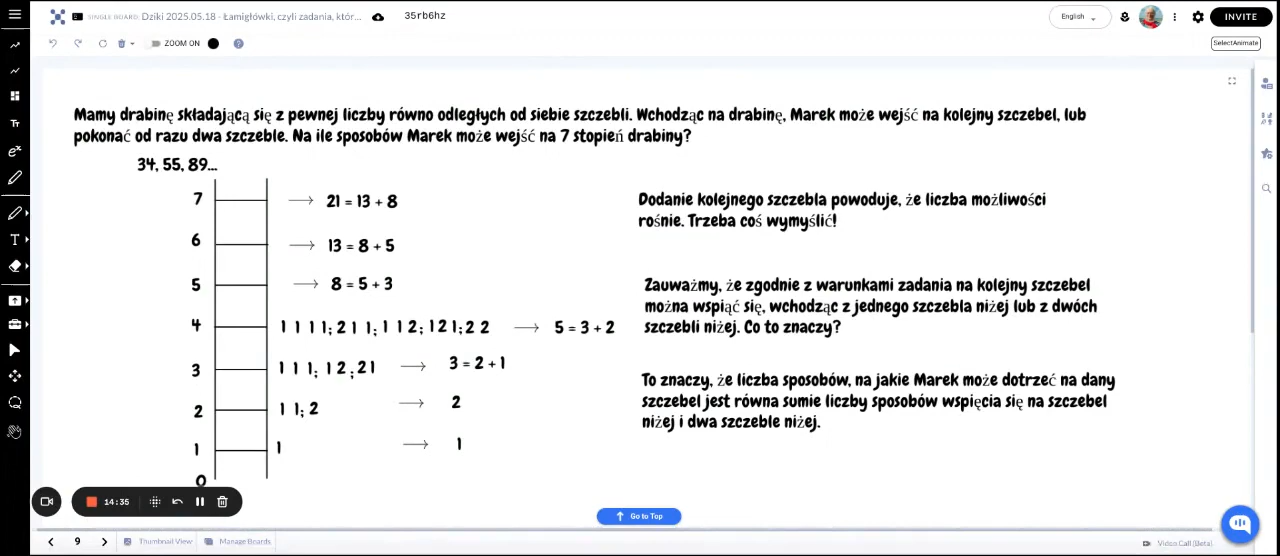 SINGLE BOARD: Dziki 2025.05.18 - Łamigłówki, czyli zadania, któr... 35rb6hz English INVITE
ZOOM ON SelectAnimate
Mamy drabinę składającą się z pewnej liczby równo odległych od siebie szczebli. Wchodząc na drabinę, Marek może wejść na kolejny szczebel, lub
pokonać od razu dwa szczeble. Na ile sposobów Marek może wejść na 7 stopień drabiny?
34, 55, 89...
7 → 21 = 13 + 8
Dodanie kolejnego szczebla powoduje, że liczba możliwości
rośnie. Trzeba coś wymyślić!
6 → 13 = 8 + 5
5 → 8 = 5 + 3
Zauważmy, że zgodnie z warunkami zadania na kolejny szczebel
można wspiąć się, wchodząc z jednego szczebla niżej lub z dwóch
szczebli niżej. Co to znaczy?
4 1 1 1 1; 2 1 1; 1 1 2; 1 2 1; 2 2 → 5 = 3 + 2
3 1 1 1; 1 2; 2 1 → 3 = 2 + 1
To znaczy, że liczba sposobów, na jakie Marek może dotrzeć na dany
szczebel jest równa sumie liczby sposobów wspięcia się na szczebel
niżej i dwa szczeble niżej.
2 1 1; 2 → 2
1 1 → 1
0
14:35
Go to Top
9 Thumbnail View Manage Boards Video Call (Beta)